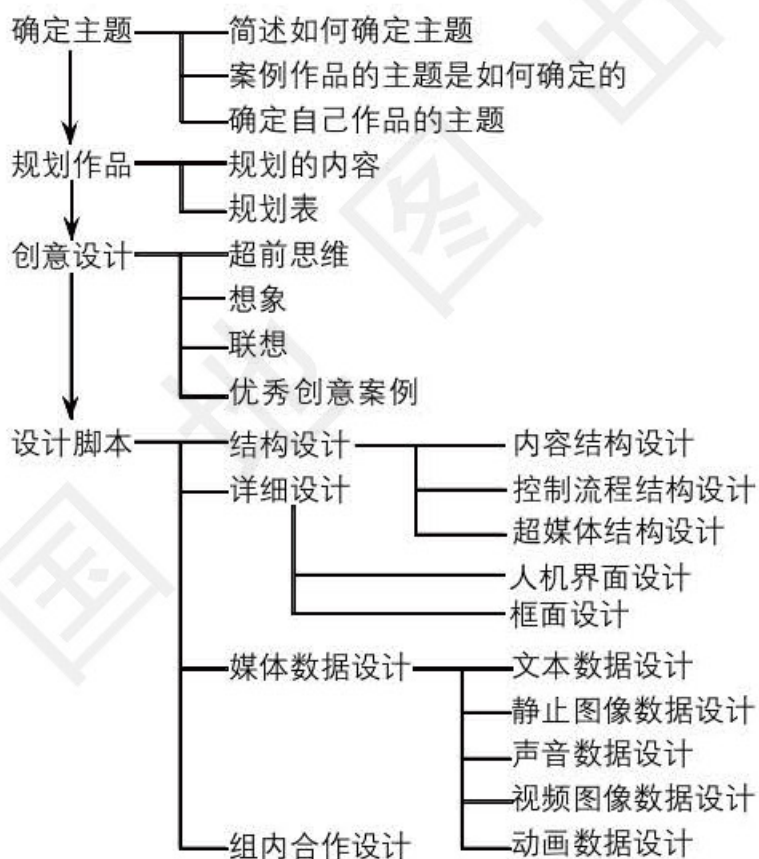 确定主题 简述如何确定主题
案例作品的主题是如何确定的
确定自己作品的主题
规划作品 规划的内容
规划表
创意设计 超前思维
想象
联想
优秀创意案例
设计脚本 结构设计 内容结构设计
详细设计 控制流程结构设计
超媒体结构设计
人机界面设计
框面设计
媒体数据设计 文本数据设计
静止图像数据设计
声音数据设计
视频图像数据设计
组内合作设计 动画数据设计
国地图出